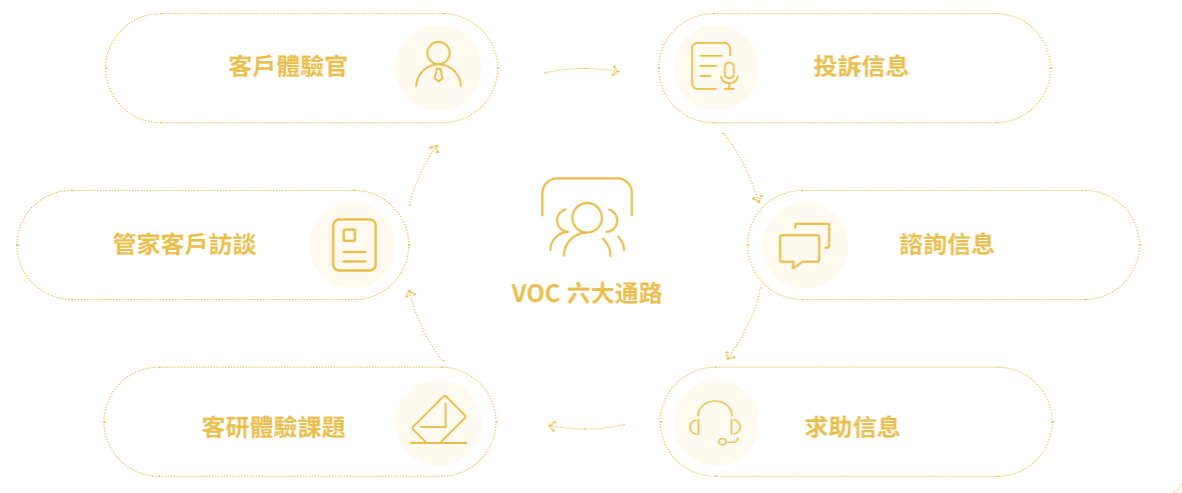 客戶體驗官
投訴信息
管家客戶訪談
諮詢信息
VOC 六大通路
客研體驗課題
求助信息